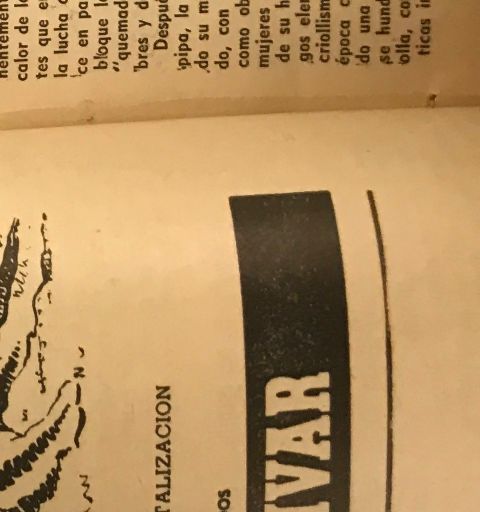 TALIZACION
OS
IVAR
calor de l
tes que e
la lucha
ce en pa
bloque l
"quemad
bres y d
Despu
pipa, la
do su m
do, con
como ob
mujeres
de su h
gos ele
criollism
época c
do una
se hund
olla, co
ticas in